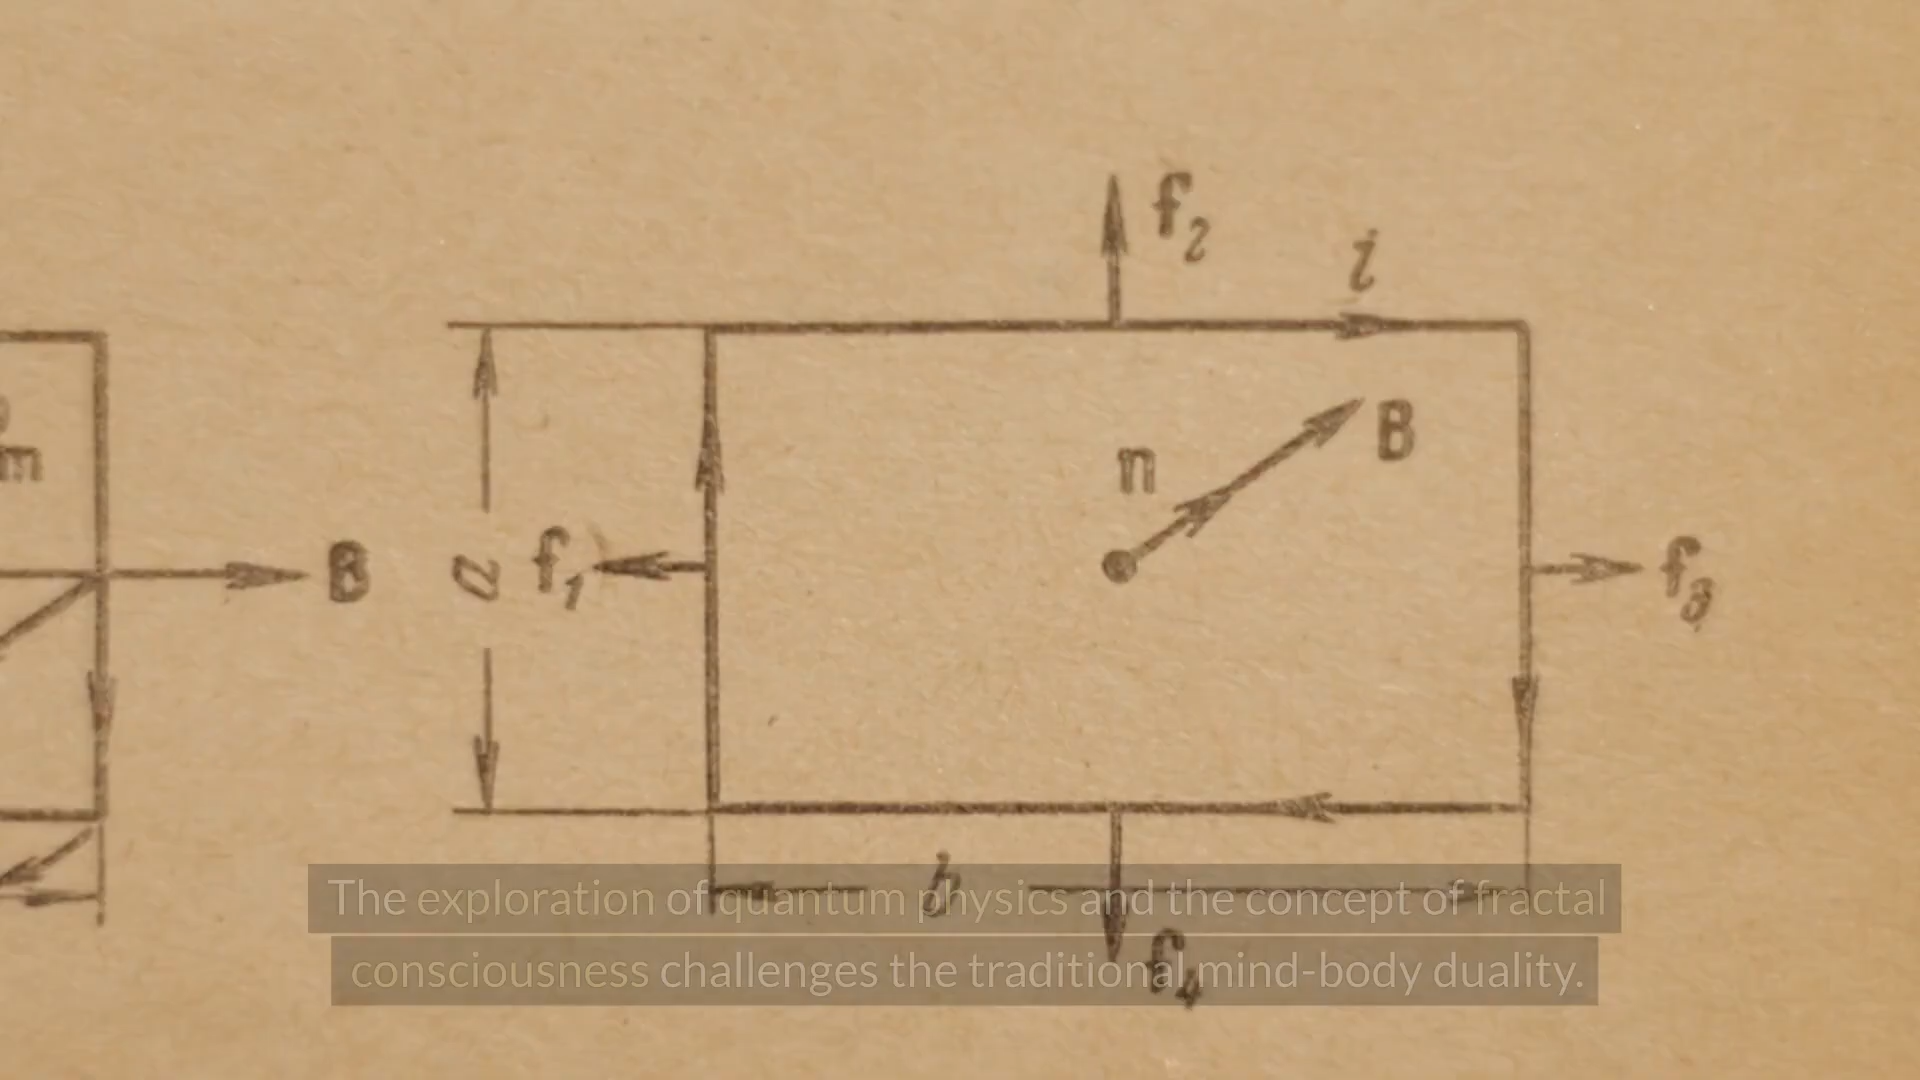 f2
i
B
n
m
B
a
f1
f3
b
The exploration of quantum physics and the concept of fractal
f4
consciousness challenges the traditional mind-body duality.